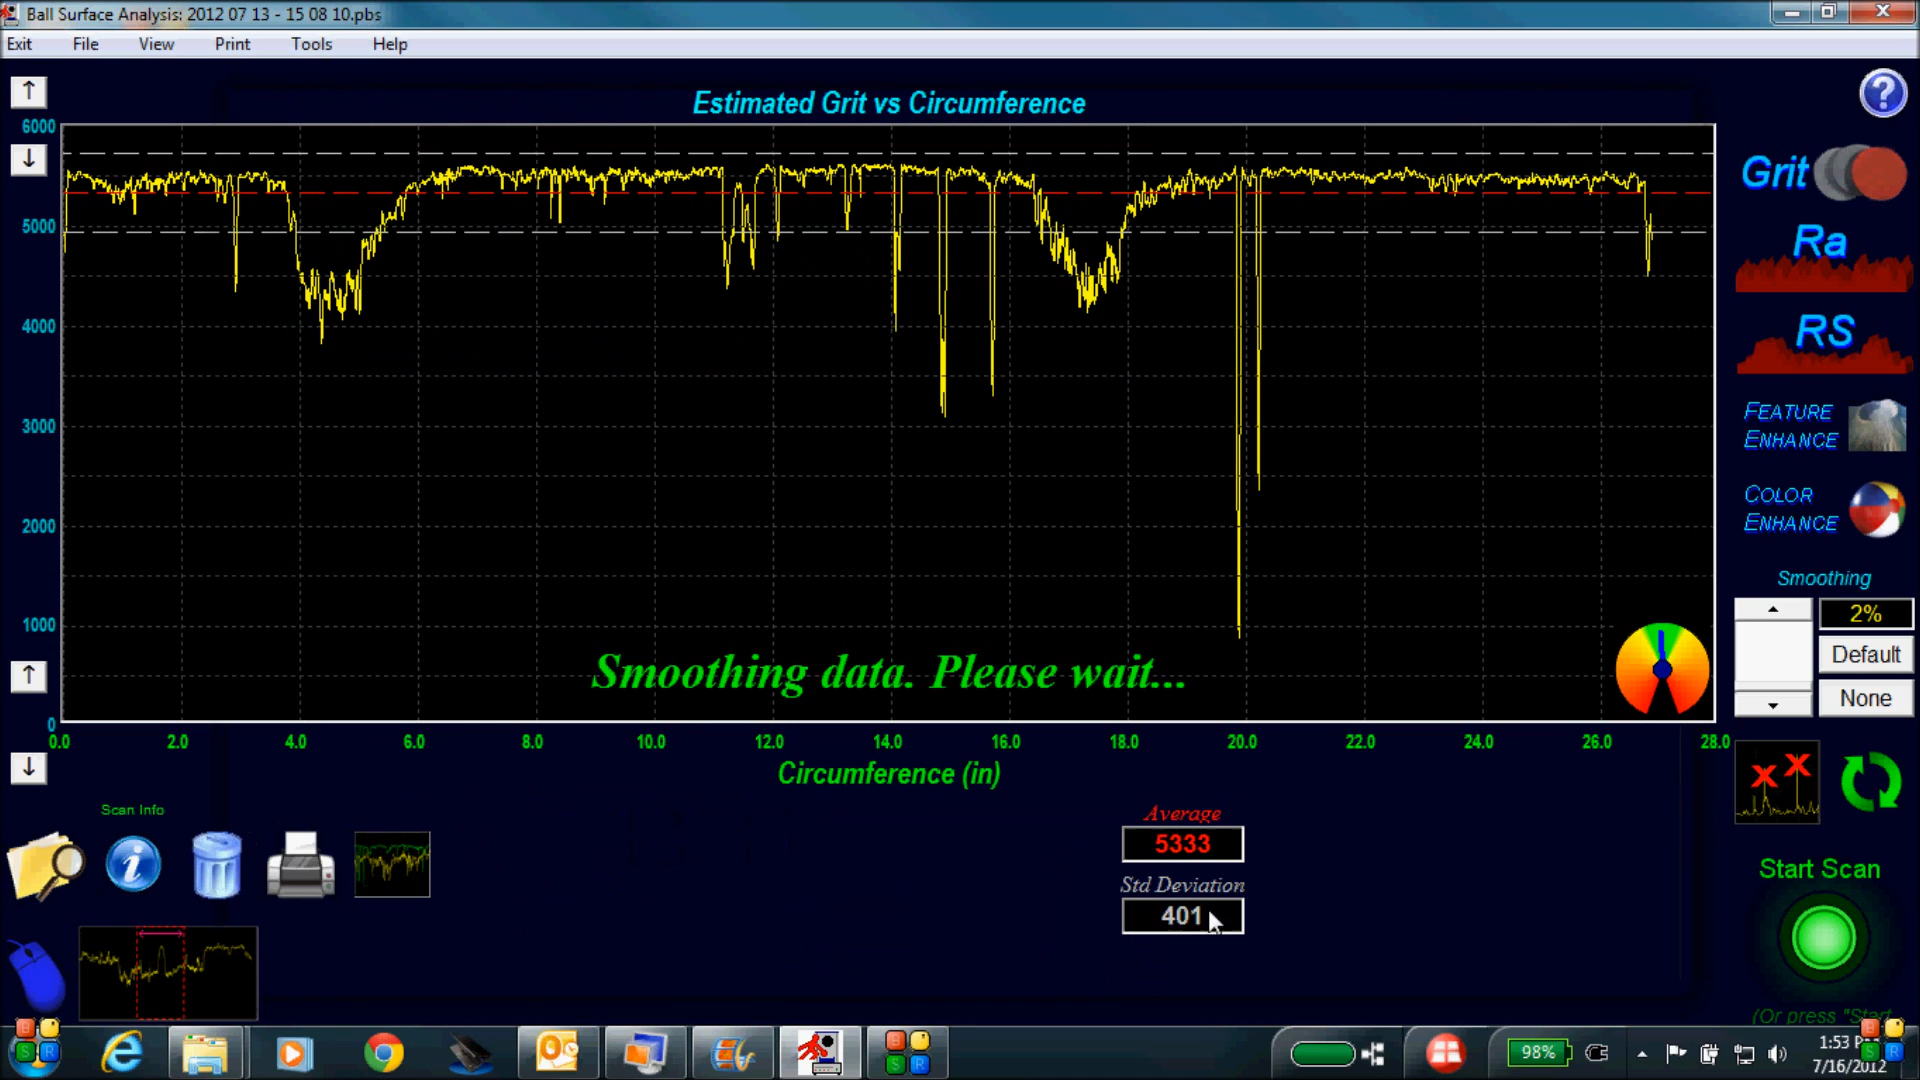 Ball Surface Analysis: 2012 07 13 - 15 08 10.pbs
Exit File View Print Tools Help
Estimated Grit vs Circumference
6000
5000
4000
3000
2000
1000
0
Smoothing data. Please wait...
0.0 2.0 4.0 6.0 8.0 10.0 12.0 14.0 16.0 18.0 20.0 22.0 24.0 26.0 28.0
Circumference (in)
Grit
Ra
RS
FEATURE
ENHANCE
COLOR
ENHANCE
Smoothing
2%
Default
None
Scan Info
Average
5333
Std Deviation
401
Start Scan
(Or press "Start
98%
1:53 P
7/16/2012